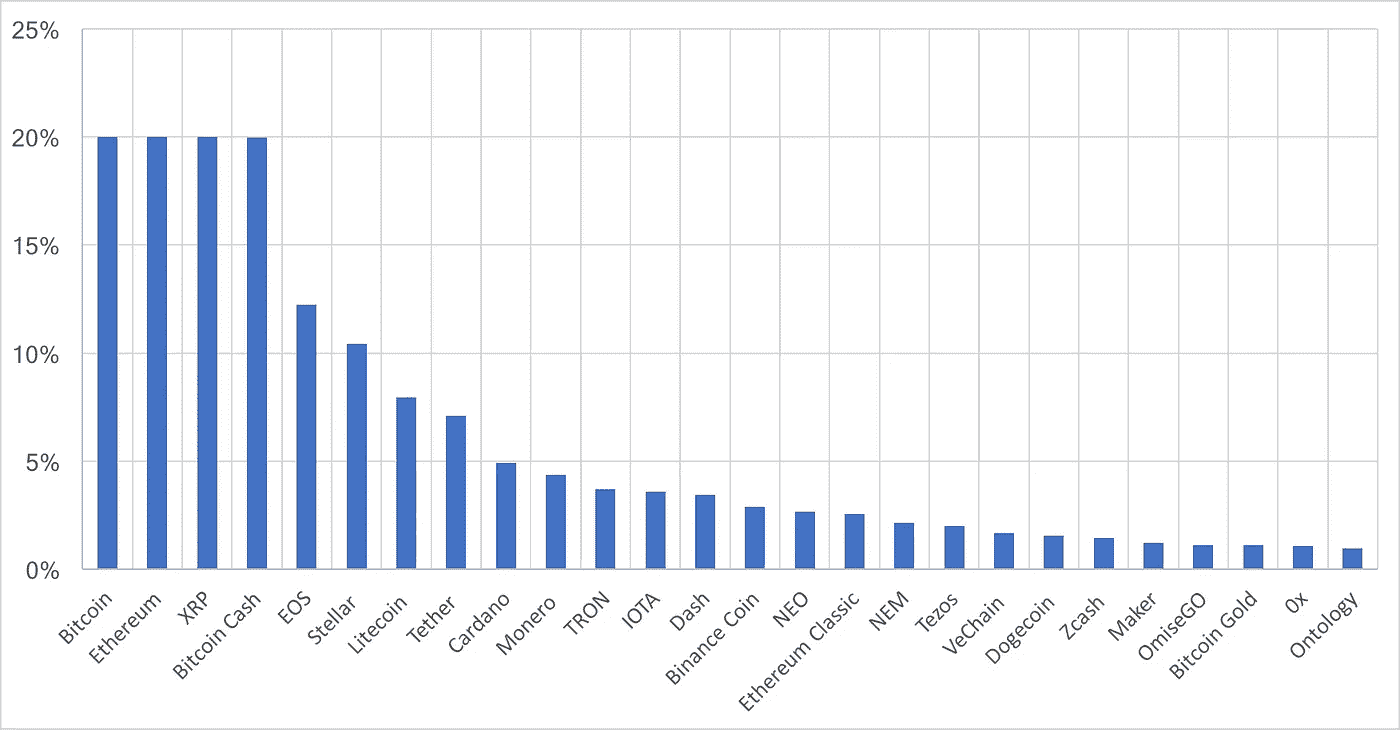 25%
20%
15%
10%
5%
0%
Bitcoin
Ethereum
XRP
Bitcoin Cash
EOS
Stellar
Litecoin
Tether
Cardano
Monero
TRON
IOTA
Dash
Binance Coin
NEO
Ethereum Classic
NEM
Tezos
VeChain
Dogecoin
Zcash
Maker
OmiseGO
Bitcoin Gold
0x
Ontology